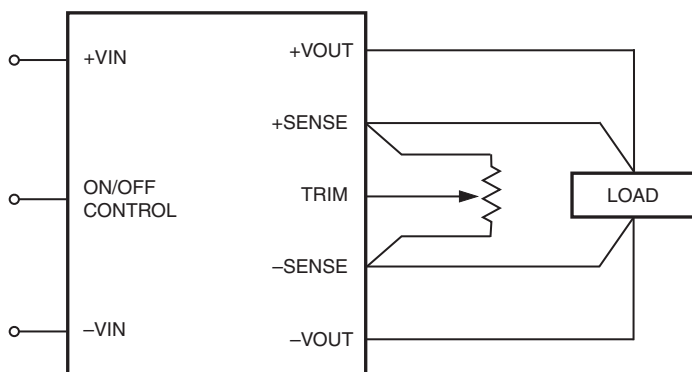 +VIN
ON/OFF
CONTROL
–VIN
+VOUT
+SENSE
TRIM
–SENSE
–VOUT
LOAD